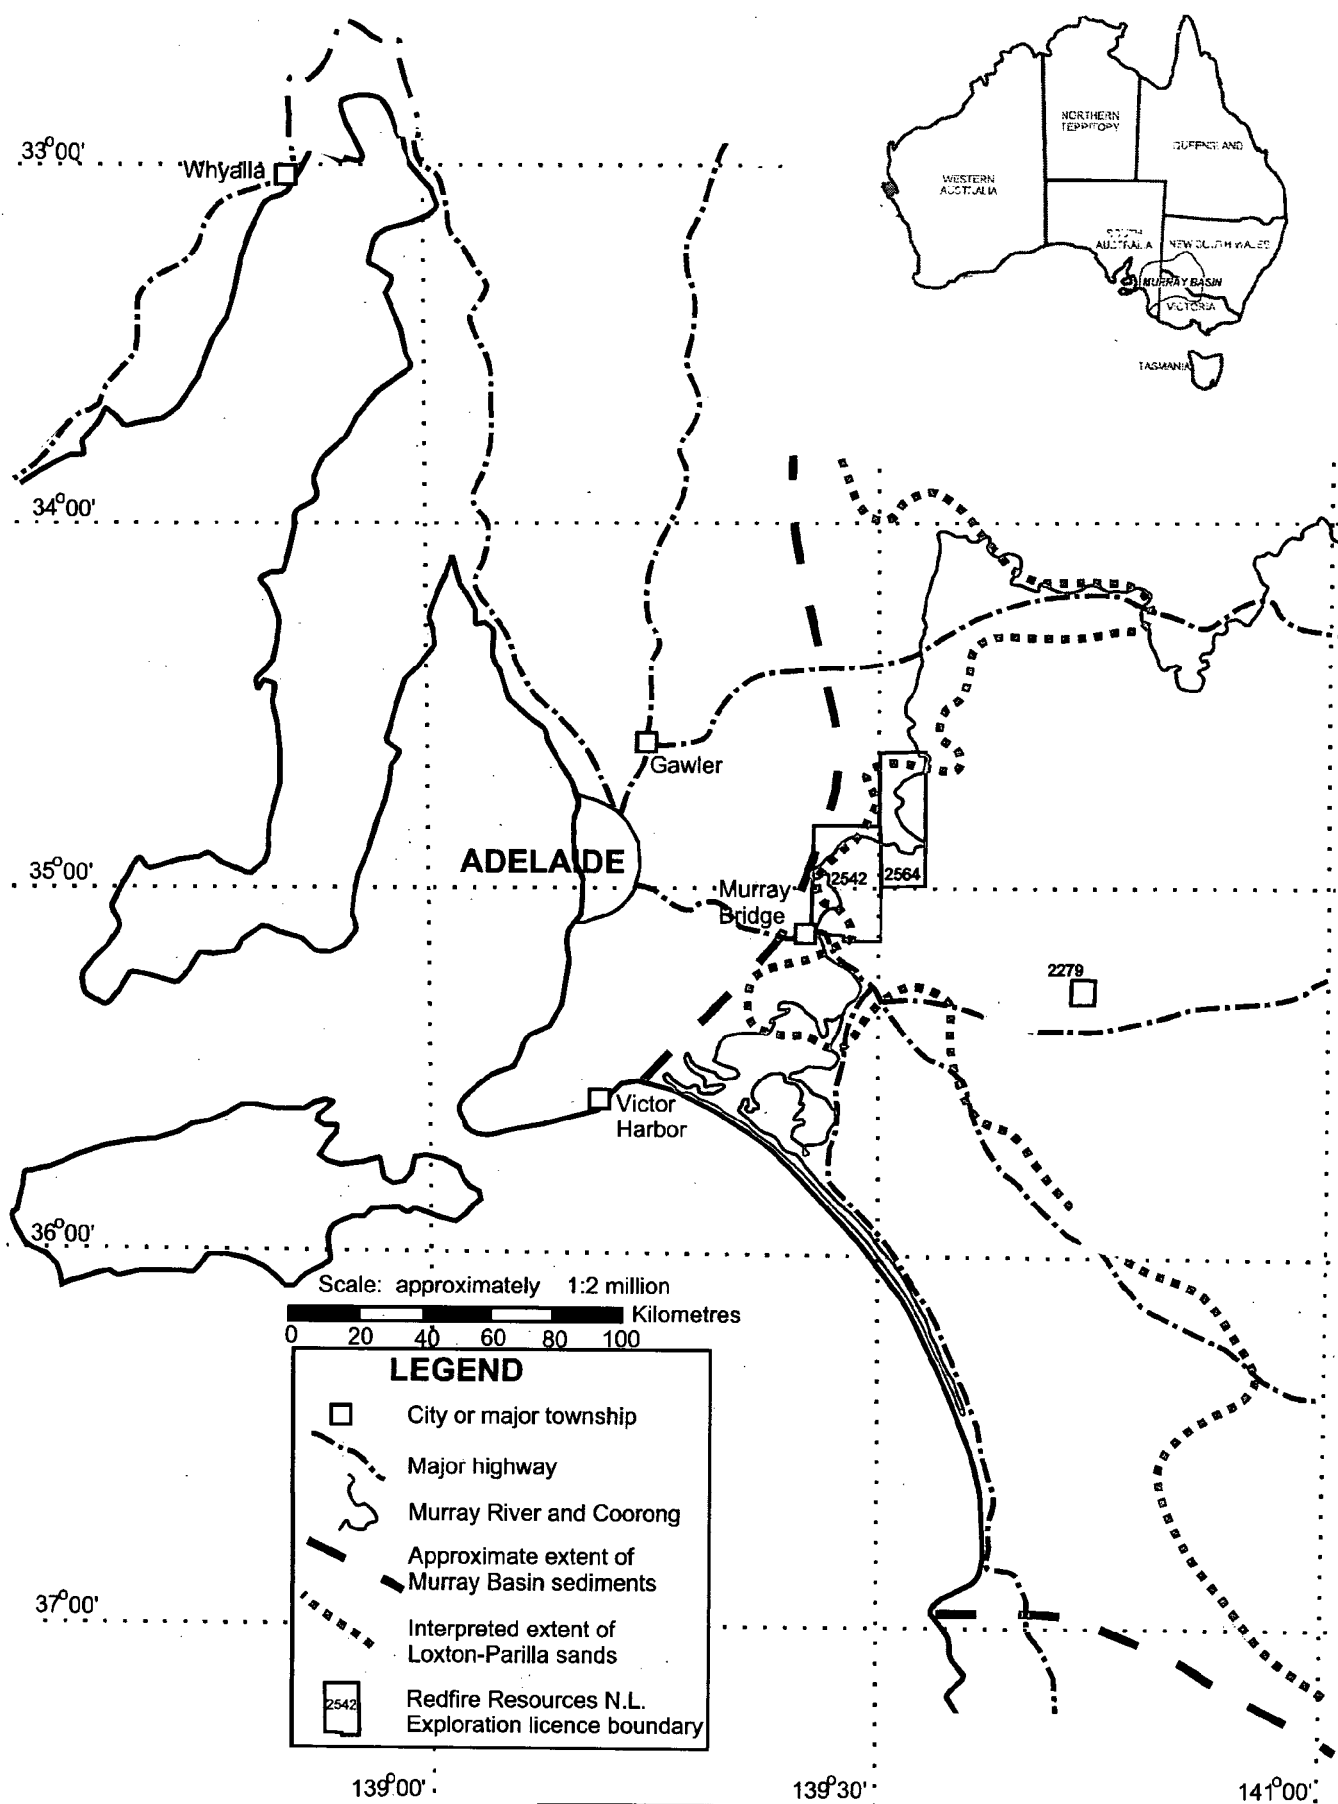 33°00'
Whyalla
NORTHERN
TERRITORY
QUEENSLAND
WESTERN
AUSTRALIA
SOUTH
AUSTRALIA
NEW SOUTH WALES
MURRAY BASIN
VICTORIA
TASMANIA
34°00'
Gawler
ADELAIDE
35°00'
Murray
Bridge
2542
2564
2279
Victor
Harbor
36°00'
Scale: approximately 1:2 million
Kilometres
0 20 40 60 80 100
LEGEND
City or major township
Major highway
Murray River and Coorong
Approximate extent of
Murray Basin sediments
Interpreted extent of
Loxton-Parilla sands
2542
Redfire Resources N.L.
Exploration licence boundary
37°00'
139°00'
139°30'
141°00'